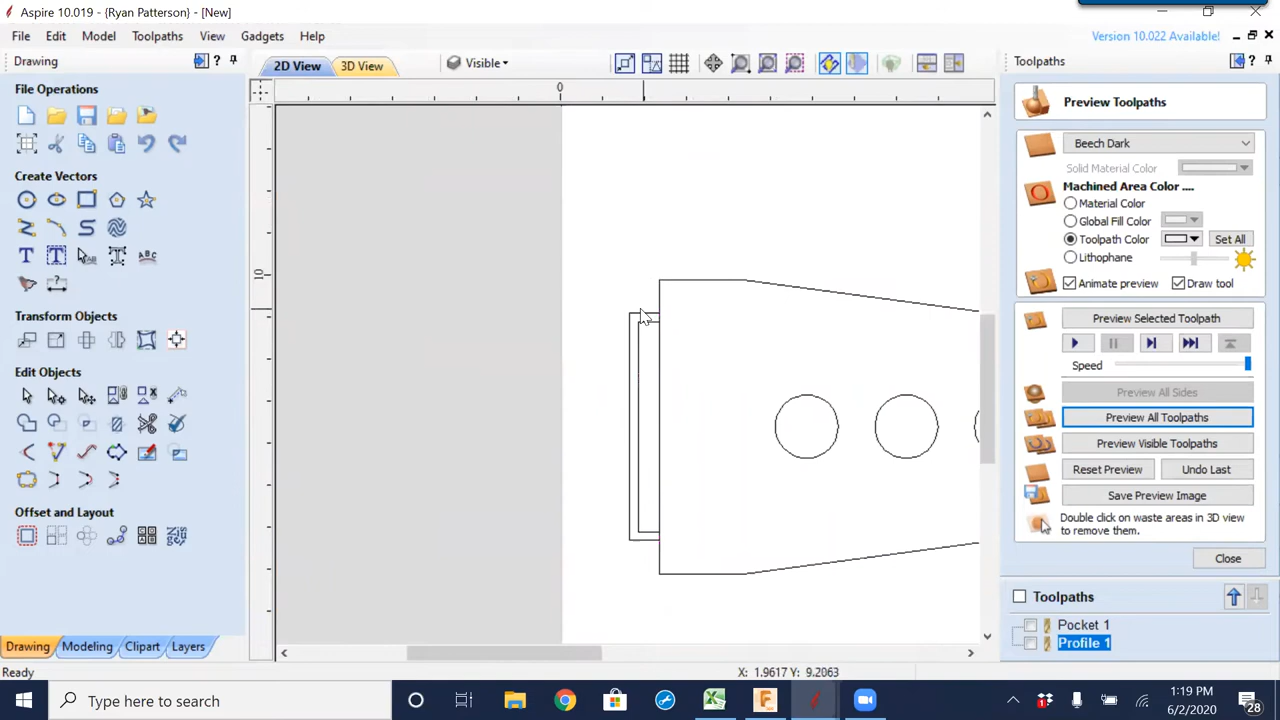 Aspire 10.019 - {Ryan Patterson} - [New]
File Edit Model Toolpaths View Gadgets Help
Version 10.022 Available!
Drawing
?
2D View
3D View
Visible
Toolpaths
?
File Operations
Create Vectors
T T T ABC
Transform Objects
Edit Objects
Offset and Layout
Drawing Modeling Clipart Layers
0
10
Preview Toolpaths
Beech Dark
Solid Material Color
Machined Area Color ....
Material Color
Global Fill Color
Toolpath Color
Set All
Lithophane
Animate preview
Draw tool
Preview Selected Toolpath
Speed
Preview All Sides
Preview All Toolpaths
Preview Visible Toolpaths
Reset Preview
Undo Last
Save Preview Image
Double click on waste areas in 3D view
to remove them.
Close
Toolpaths
Pocket 1
Profile 1
Ready
X: 1.9617 Y: 9.2063
Type here to search
1
1:19 PM
6/2/2020
28